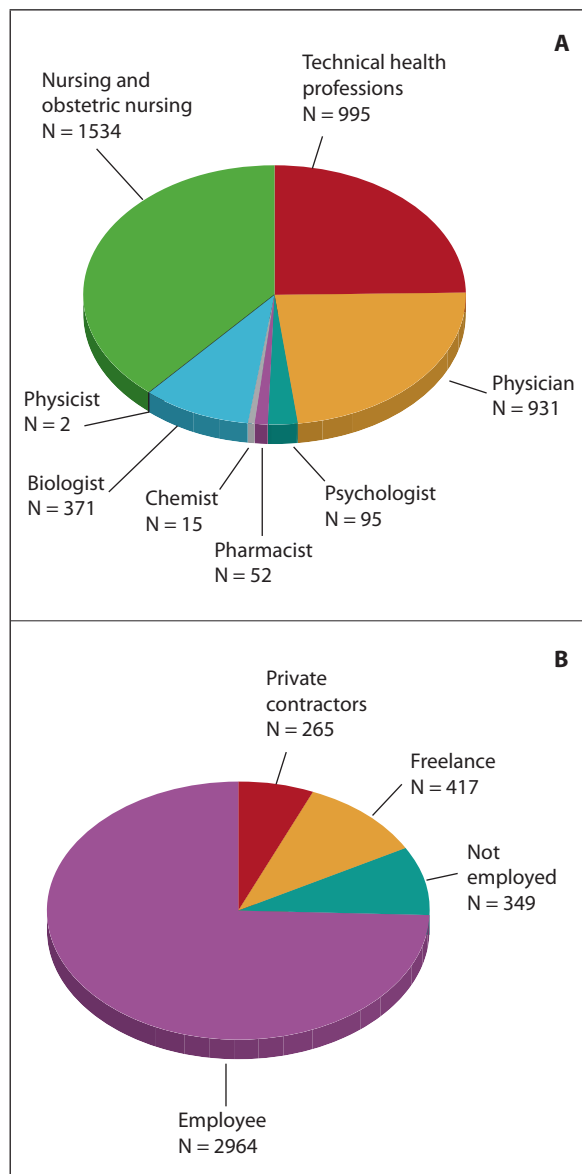 A
Nursing and
obstetric nursing
N = 1534
Technical health
professions
N = 995
Physician
N = 931
Physicist
N = 2
Biologist
N = 371
Chemist
N = 15
Pharmacist
N = 52
Psychologist
N = 95
B
Private
contractors
N = 265
Freelance
N = 417
Not
employed
N = 349
Employee
N = 2964